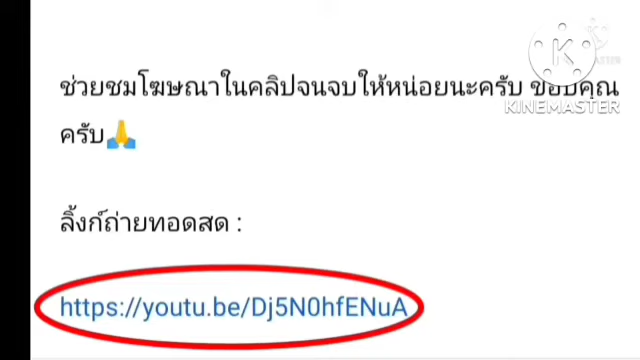 ช่วยชมโฆษณาในคลิปจนจบให้หน่อยนะครับ ขอบคุณ
ครับ🙏
ลิ้งก์ถ่ายทอดสด :
https://youtu.be/Dj5N0hfENuA
K
KINEMASTER